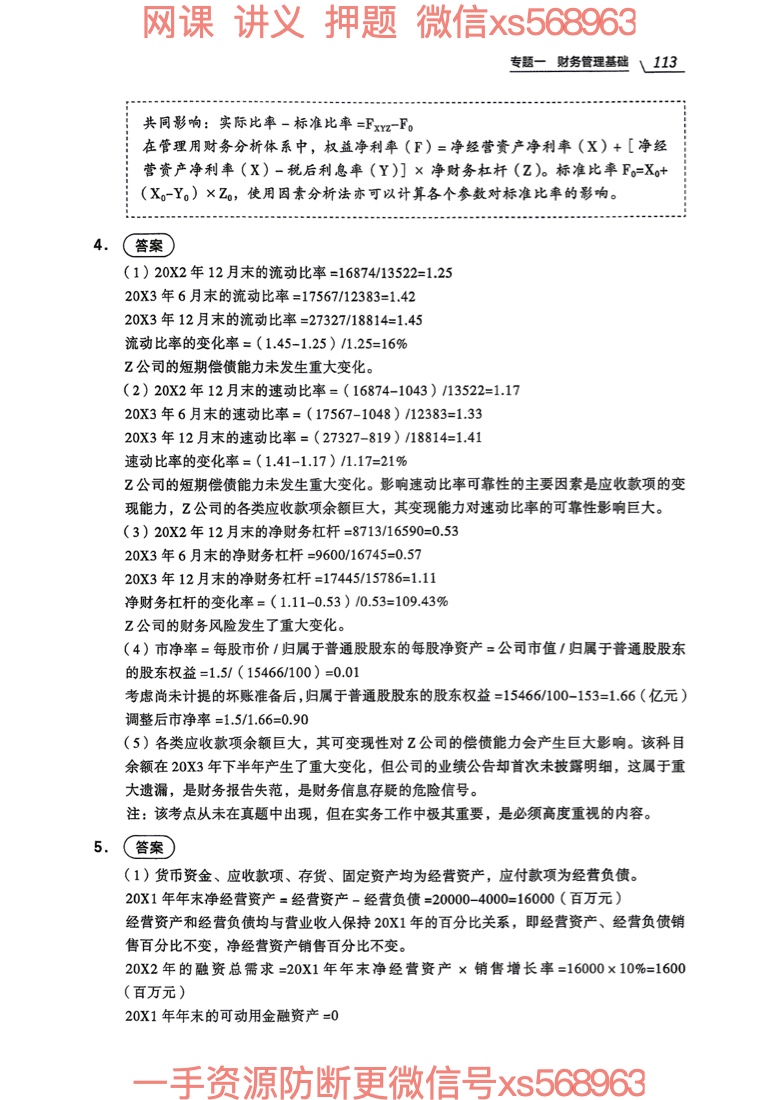 网课 讲义 押题 微信xs568963
专题一 财务管理基础 113
共同影响：实际比率－标准比率=FXYZ-F0
在管理用财务分析体系中，权益净利率（F）=净经营资产净利率（X）+［净经
营资产净利率（X）-税后利息率（Y）］×净财务杠杆（Z）。标准比率F0=X0+
（X0-Y0）×Z0，使用因素分析法亦可以计算各个参数对标准比率的影响。
4. 答案
（1）20X2年12月末的流动比率=16874/13522=1.25
20X3年6月末的流动比率=17567/12383=1.42
20X3年12月末的流动比率=27327/18814=1.45
流动比率的变化率=（1.45-1.25）/1.25=16%
Z公司的短期偿债能力未发生重大变化。
（2）20X2年12月末的速动比率=（16874-1043）/13522=1.17
20X3年6月末的速动比率=（17567-1048）/12383=1.33
20X3年12月末的速动比率=（27327-819）/18814=1.41
速动比率的变化率=（1.41-1.17）/1.17=21%
Z公司的短期偿债能力未发生重大变化。影响速动比率可靠性的主要因素是应收款项的变
现能力，Z公司的各类应收款项余额巨大，其变现能力对速动比率的可靠性影响巨大。
（3）20X2年12月末的净财务杠杆=8713/16590=0.53
20X3年6月末的净财务杠杆=9600/16745=0.57
20X3年12月末的净财务杠杆=17445/15786=1.11
净财务杠杆的变化率=（1.11-0.53）/0.53=109.43%
Z公司的财务风险发生了重大变化。
（4）市净率=每股市价/归属于普通股股东的每股净资产=公司市值/归属于普通股股东
的股东权益=1.5/（15466/100）=0.01
考虑尚未计提的坏账准备后，归属于普通股股东的股东权益=15466/100-153=1.66（亿元）
调整后市净率=1.5/1.66=0.90
（5）各类应收款项余额巨大，其可变现性对Z公司的偿债能力会产生巨大影响。该科目
余额在20X3年下半年产生了重大变化，但公司的业绩公告却首次未披露明细，这属于重
大遗漏，是财务报告失范，是财务信息存疑的危险信号。
注：该考点从未在真题中出现，但在实务工作中极其重要，是必须高度重视的内容。
5. 答案
（1）货币资金、应收款项、存货、固定资产均为经营资产，应付款项为经营负债。
20X1年年末净经营资产=经营资产－经营负债=20000-4000=16000（百万元）
经营资产和经营负债均与营业收入保持20X1年的百分比关系，即经营资产、经营负债销
售百分比不变，净经营资产销售百分比不变。
20X2年的融资总需求=20X1年年末净经营资产×销售增长率=16000×10%=1600
（百万元）
20X1年年末的可动用金融资产=0
一手资源防断更微信号xs568963